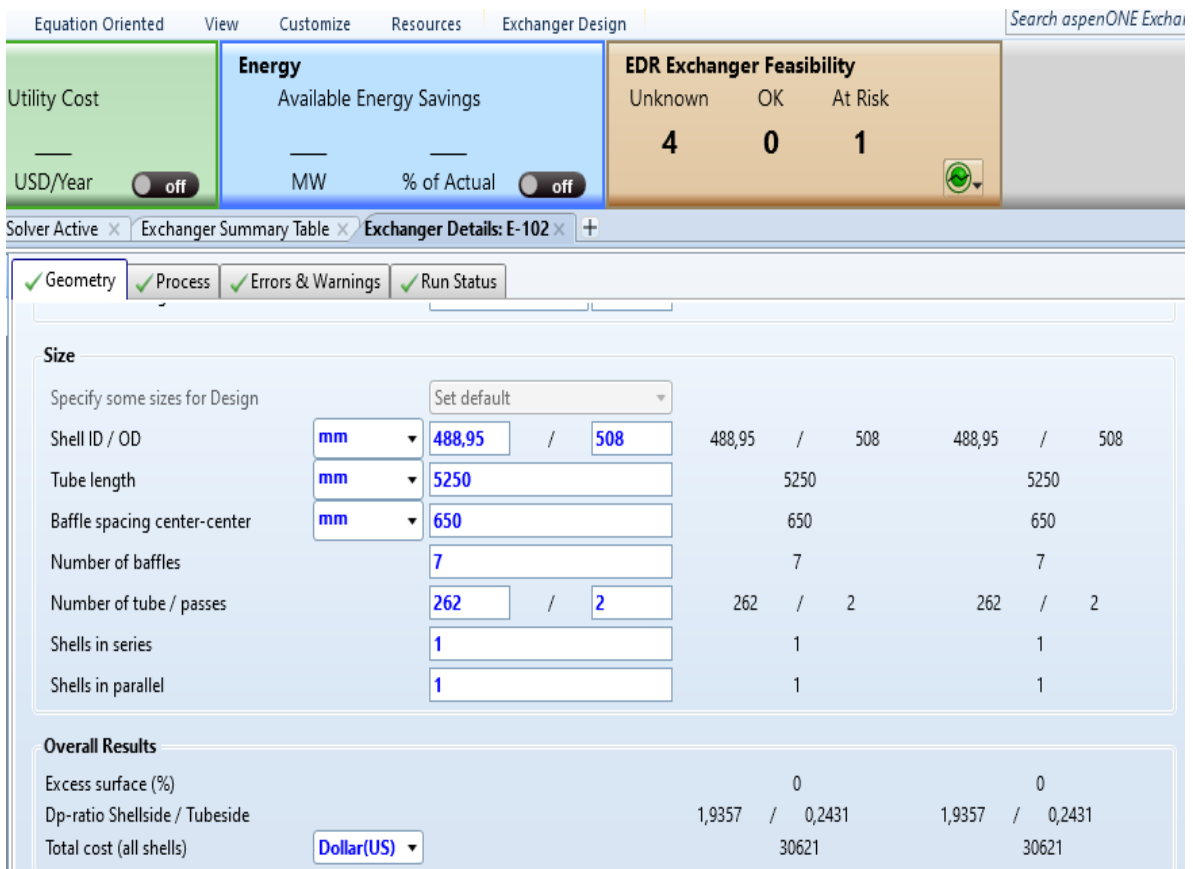 Equation Oriented View Customize Resources Exchanger Design Search aspenONE Exchan
Utility Cost
USD/Year off
Energy
Available Energy Savings
MW % of Actual off
EDR Exchanger Feasibility
Unknown OK At Risk
4 0 1
Solver Active × Exchanger Summary Table × Exchanger Details: E-102 × +
Geometry Process Errors & Warnings Run Status
Size
Specify some sizes for Design Set default
Shell ID / OD mm 488,95 / 508 488,95 / 508 488,95 / 508
Tube length mm 5250 5250 5250
Baffle spacing center-center mm 650 650 650
Number of baffles 7 7 7
Number of tube / passes 262 / 2 262 / 2 262 / 2
Shells in series 1 1 1
Shells in parallel 1 1 1
Overall Results
Excess surface (%) 0 0
Dp-ratio Shellside / Tubeside 1,9357 / 0,2431 1,9357 / 0,2431
Total cost (all shells) Dollar(US) 30621 30621